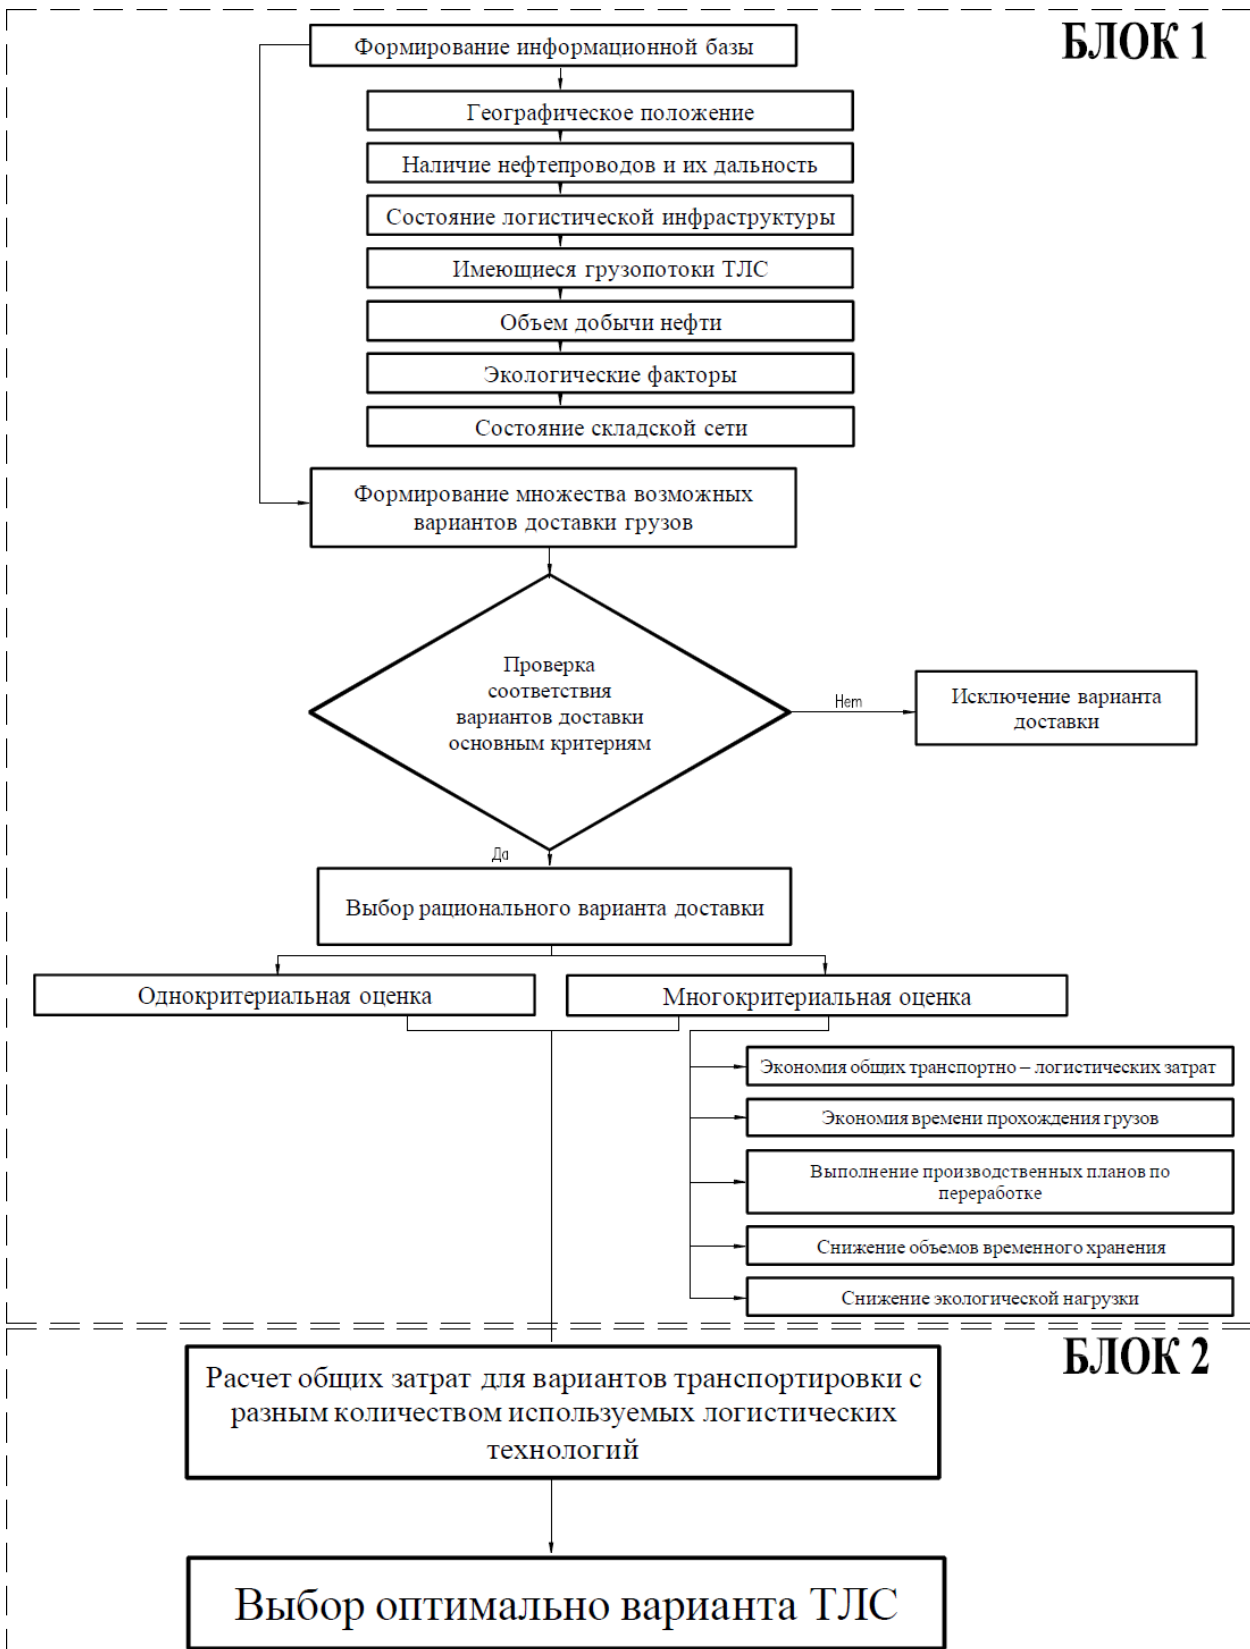 БЛОК 1
Формирование информационной базы
Географическое положение
Наличие нефтепроводов и их дальность
Состояние логистической инфраструктуры
Имеющиеся грузопотоки ТЛС
Объем добычи нефти
Экологические факторы
Состояние складской сети
Формирование множества возможных
вариантов доставки грузов
Проверка
соответствия
вариантов доставки
основным критериям
Нет
Исключение варианта
доставки
Да
Выбор рационального варианта доставки
Однокритериальная оценка
Многокритериальная оценка
Экономия общих транспортно – логистических затрат
Экономия времени прохождения грузов
Выполнение производственных планов по
переработке
Снижение объемов временного хранения
Снижение экологической нагрузки
БЛОК 2
Расчет общих затрат для вариантов транспортировки с
разным количеством используемых логистических
технологий
Выбор оптимально варианта ТЛС